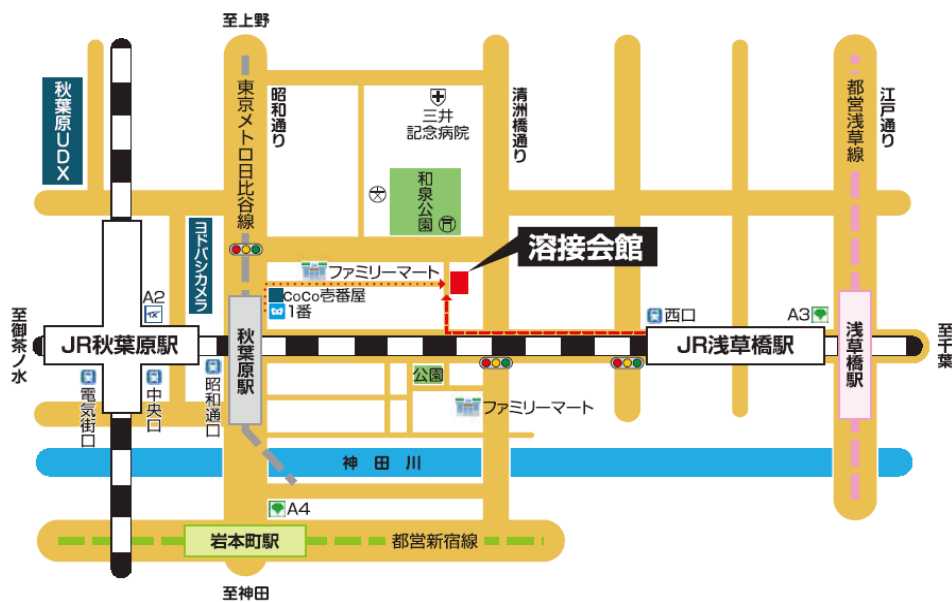 至上野
秋葉原UDX
東京メトロ日比谷線
昭和通り
三井
記念病院
清洲橋通り
都営浅草線
江戸通り
和泉公園
ヨドバシカメラ
溶接会館
ファミリーマート
CoCo壱番屋
1番
A2
西口
A3
至御茶ノ水
JR秋葉原駅
秋葉原駅
JR浅草橋駅
浅草橋駅
至千葉
電気街口
中央口
昭和通口
公園
ファミリーマート
神田川
A4
岩本町駅
都営新宿線
至神田